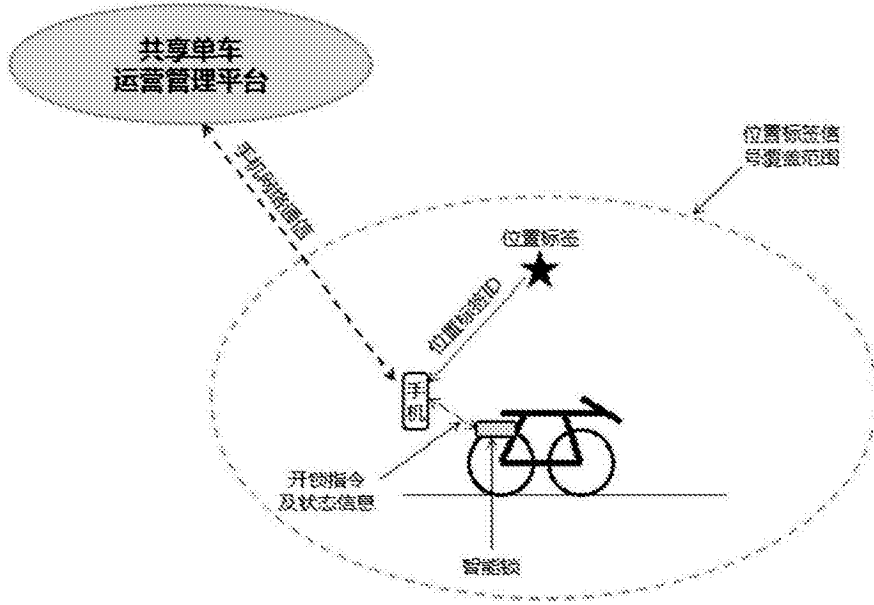 共享单车
运营管理平台
手机网络通信
位置标签信
号覆盖范围
位置标签
位置标签ID
手
机
开锁指令
及状态信息
智能锁